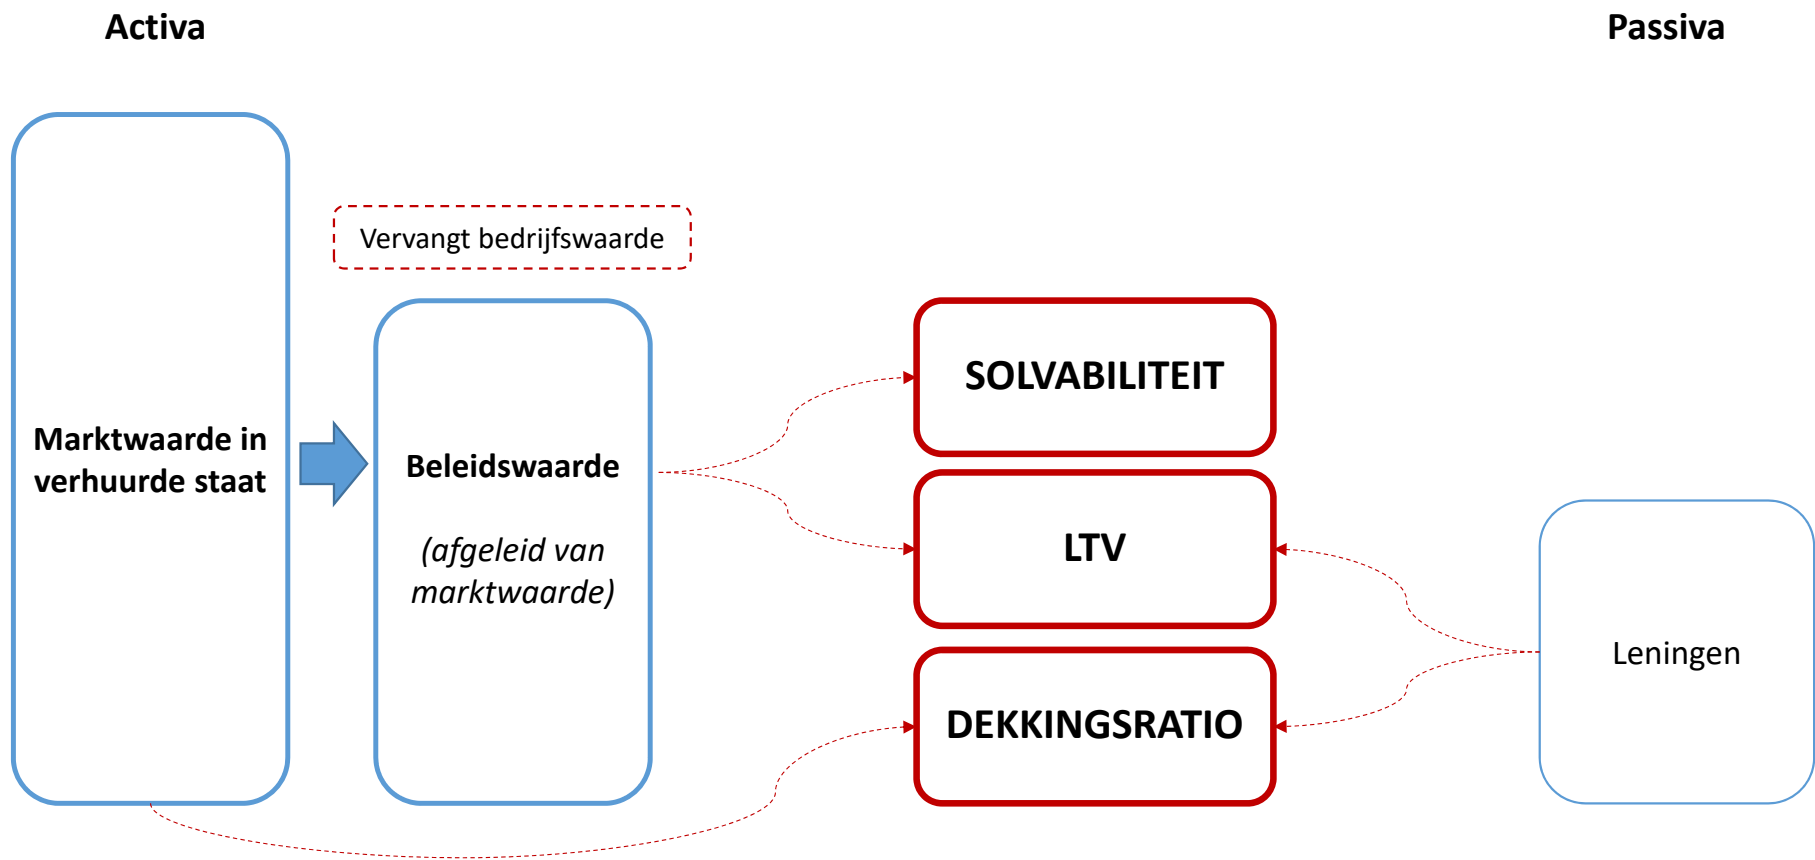 Activa
Passiva
Vervangt bedrijfswaarde
Marktwaarde in
verhuurde staat
Beleidswaarde
(afgeleid van
marktwaarde)
SOLVABILITEIT
LTV
DEKKINGSRATIO
Leningen